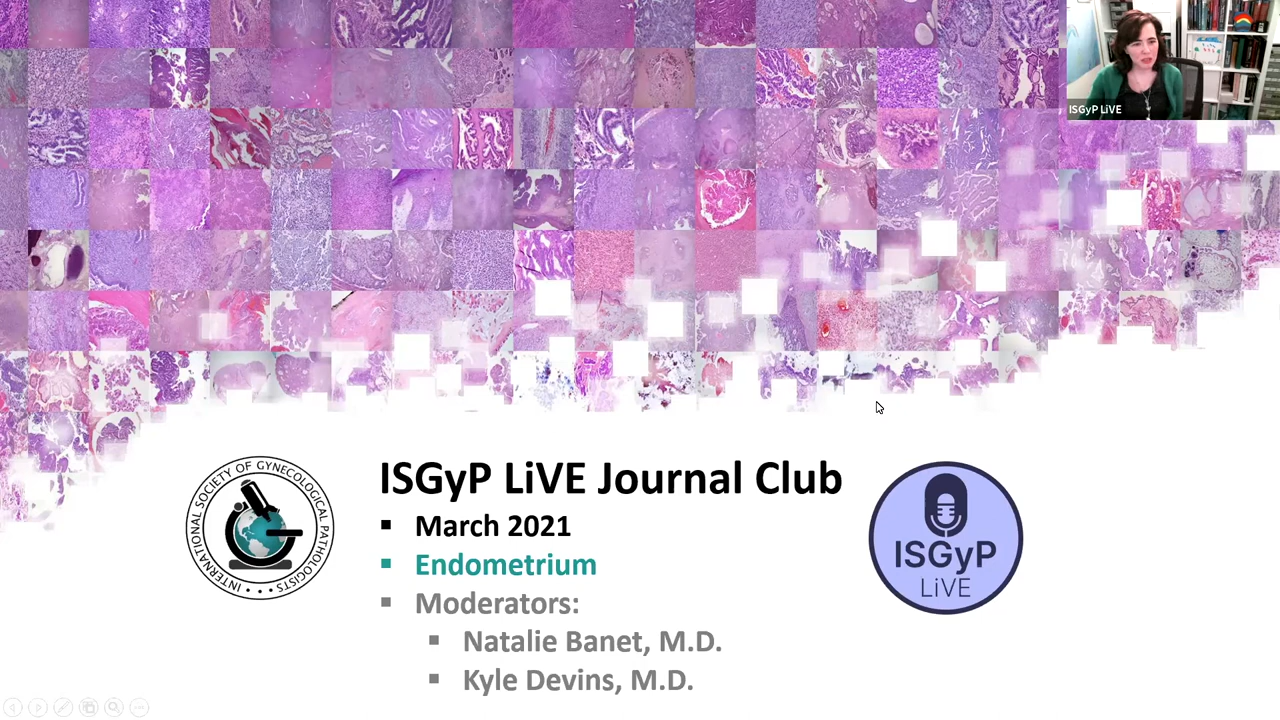 ISGyP LiVE
ISGyP LiVE Journal Club
March 2021
Endometrium
Moderators:
Natalie Banet, M.D.
Kyle Devins, M.D.
INTERNATIONAL SOCIETY OF GYNECOLOGICAL PATHOLOGISTS
ISGyP
LiVE